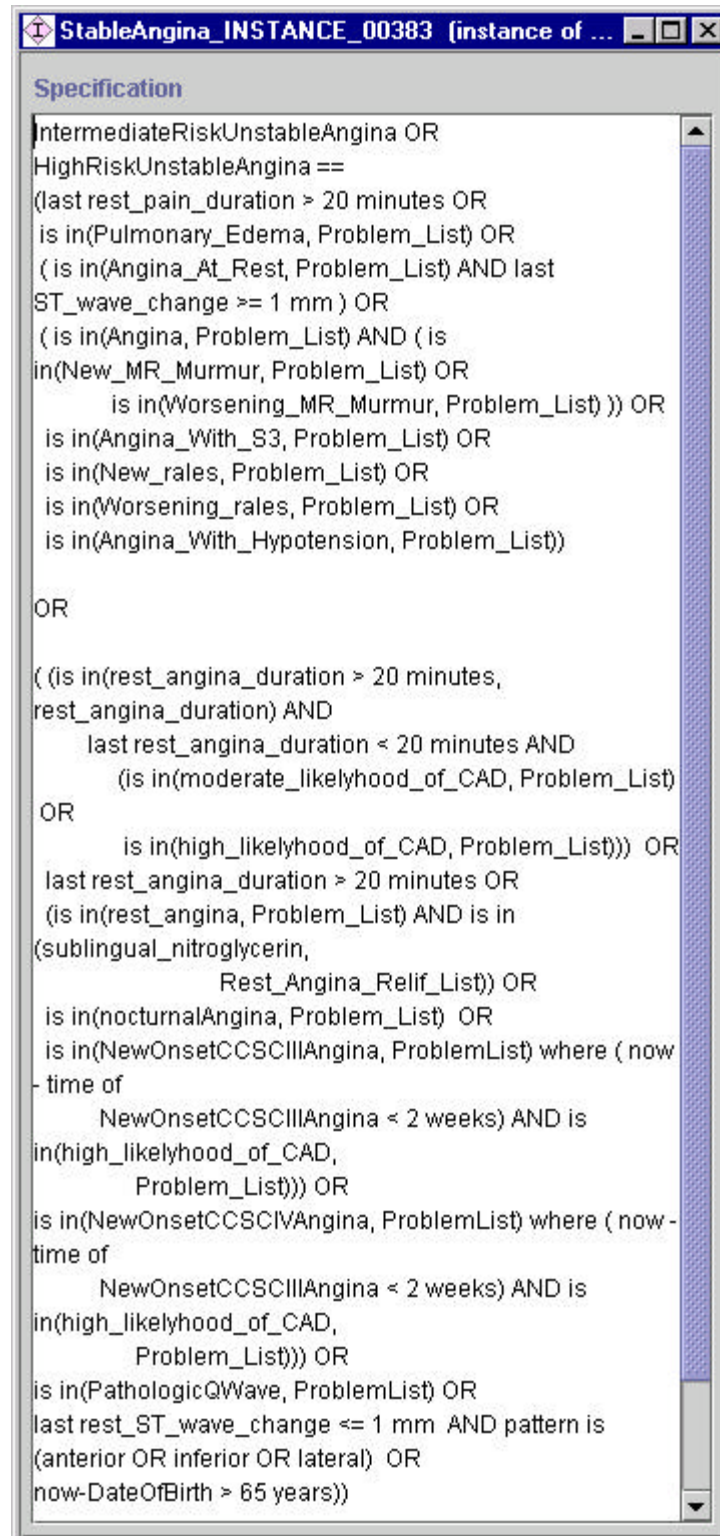 StableAngina_INSTANCE_00383 (instance of ...
Specification
IntermediateRiskUnstableAngina OR
HighRiskUnstableAngina ==
(last rest_pain_duration > 20 minutes OR
is in(Pulmonary_Edema, Problem_List) OR
( is in(Angina_At_Rest, Problem_List) AND last
ST_wave_change >= 1 mm ) OR
( is in(Angina, Problem_List) AND ( is
in(New_MR_Murmur, Problem_List) OR
is in(Worsening_MR_Murmur, Problem_List) )) OR
is in(Angina_With_S3, Problem_List) OR
is in(New_rales, Problem_List) OR
is in(Worsening_rales, Problem_List) OR
is in(Angina_With_Hypotension, Problem_List))
OR
( (is in(rest_angina_duration > 20 minutes,
rest_angina_duration) AND
last rest_angina_duration < 20 minutes AND
(is in(moderate_likelyhood_of_CAD, Problem_List)
OR
is in(high_likelyhood_of_CAD, Problem_List))) OR
last rest_angina_duration > 20 minutes OR
(is in(rest_angina, Problem_List) AND is in
(sublingual_nitroglycerin,
Rest_Angina_Relif_List)) OR
is in(nocturnalAngina, Problem_List) OR
is in(NewOnsetCCSCIIIAngina, ProblemList) where ( now
- time of
NewOnsetCCSCIIIAngina < 2 weeks) AND is
in(high_likelyhood_of_CAD,
Problem_List))) OR
is in(NewOnsetCCSCIVAngina, ProblemList) where ( now -
time of
NewOnsetCCSCIIIAngina < 2 weeks) AND is
in(high_likelyhood_of_CAD,
Problem_List))) OR
is in(PathologicQWave, ProblemList) OR
last rest_ST_wave_change <= 1 mm AND pattern is
(anterior OR inferior OR lateral) OR
now-DateOfBirth > 65 years))